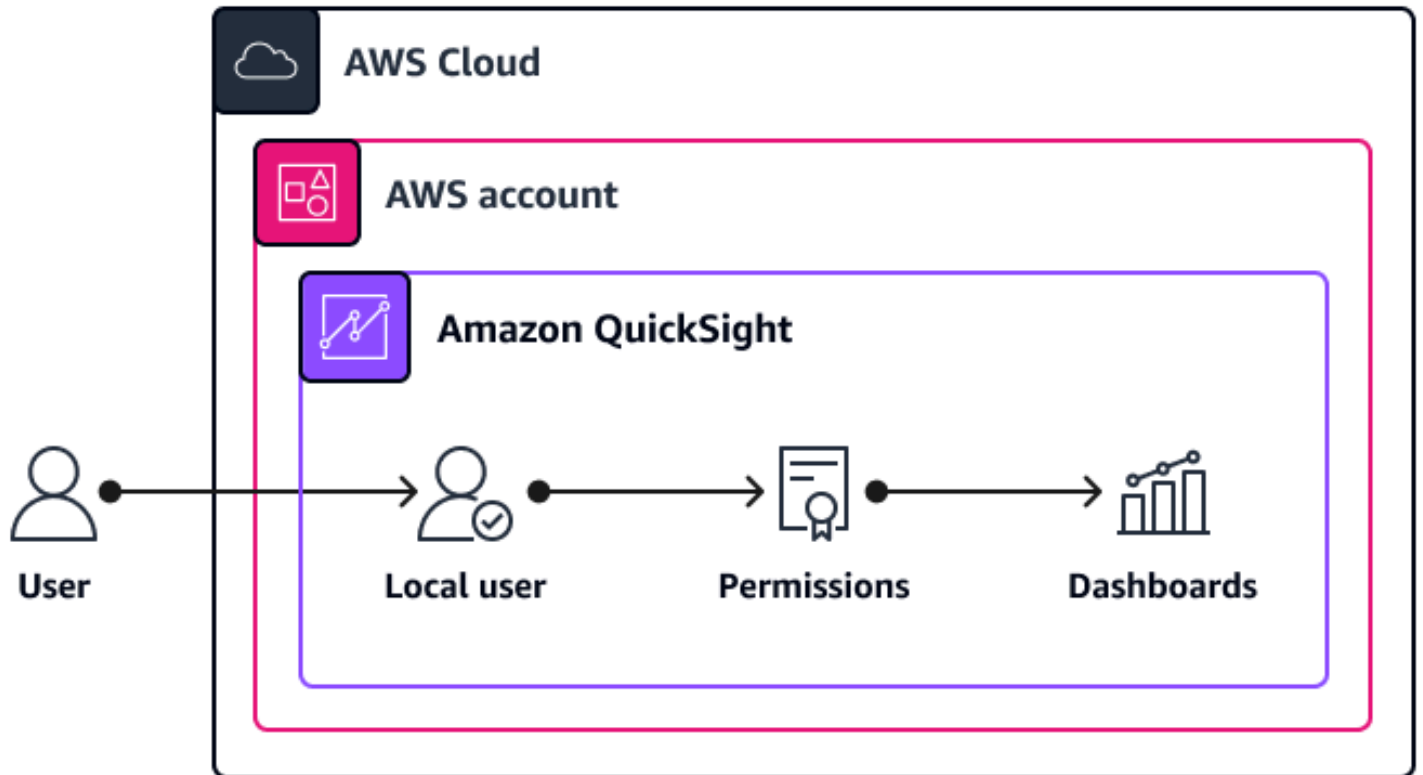 AWS Cloud
AWS account
Amazon QuickSight
User
Local user
Permissions
Dashboards